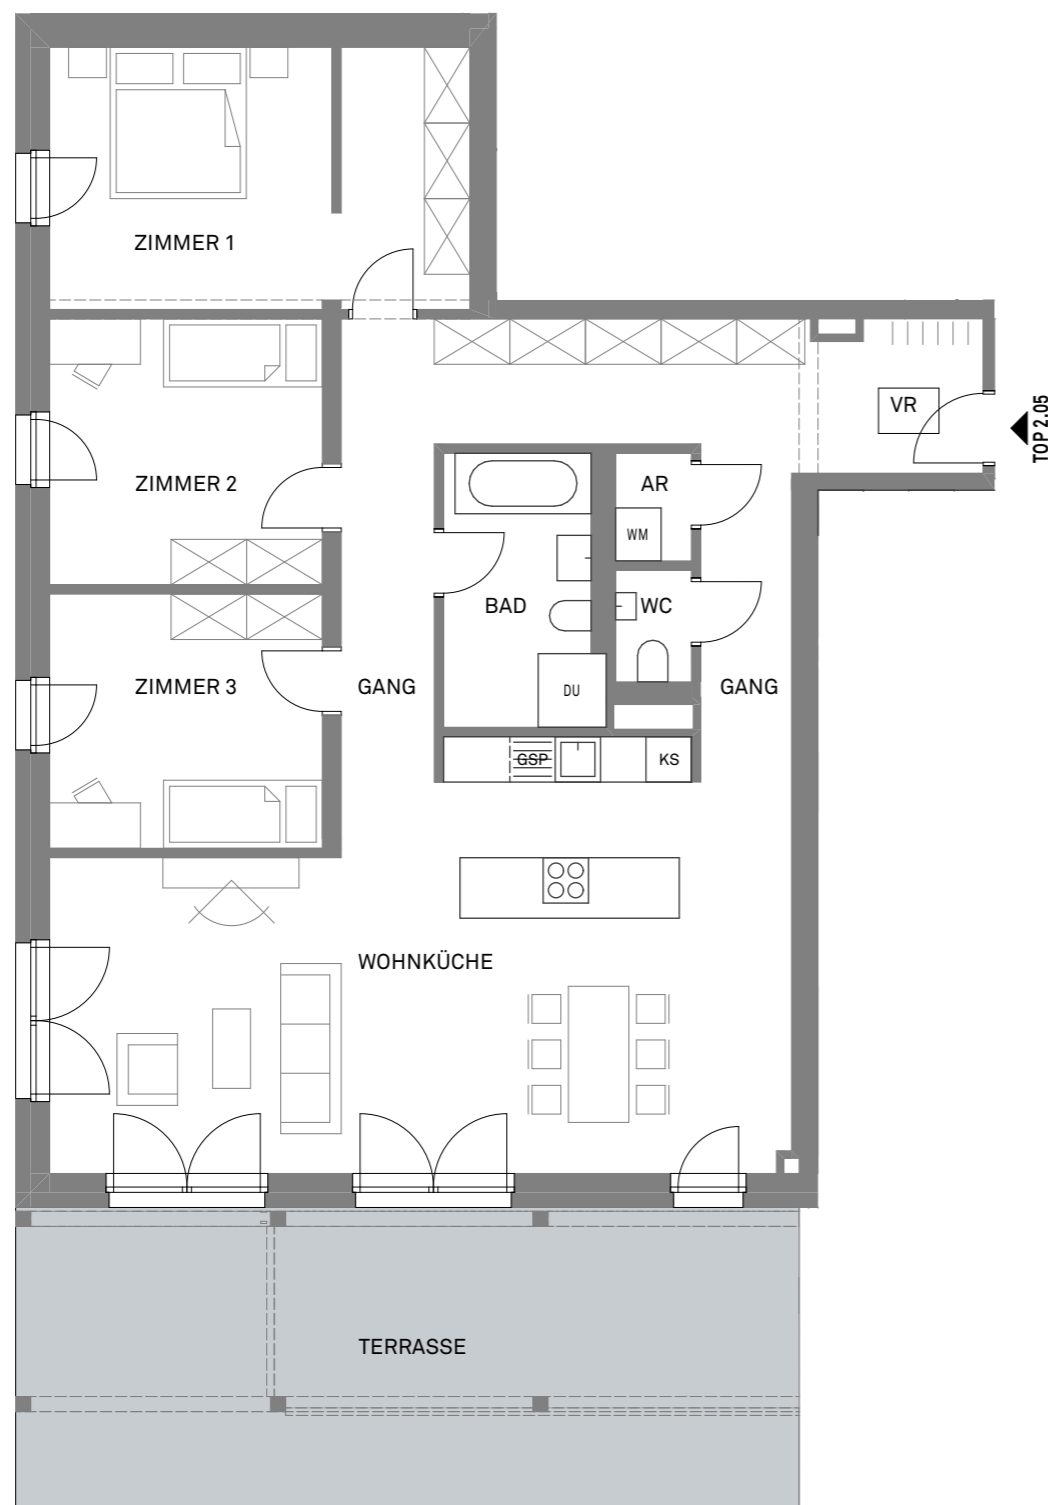 ZIMMER 1
VR
TOP 2.05
ZIMMER 2
AR
WM
BAD
WC
ZIMMER 3
GANG
DU
GANG
GSP
KS
WOHNKÜCHE
TERRASSE